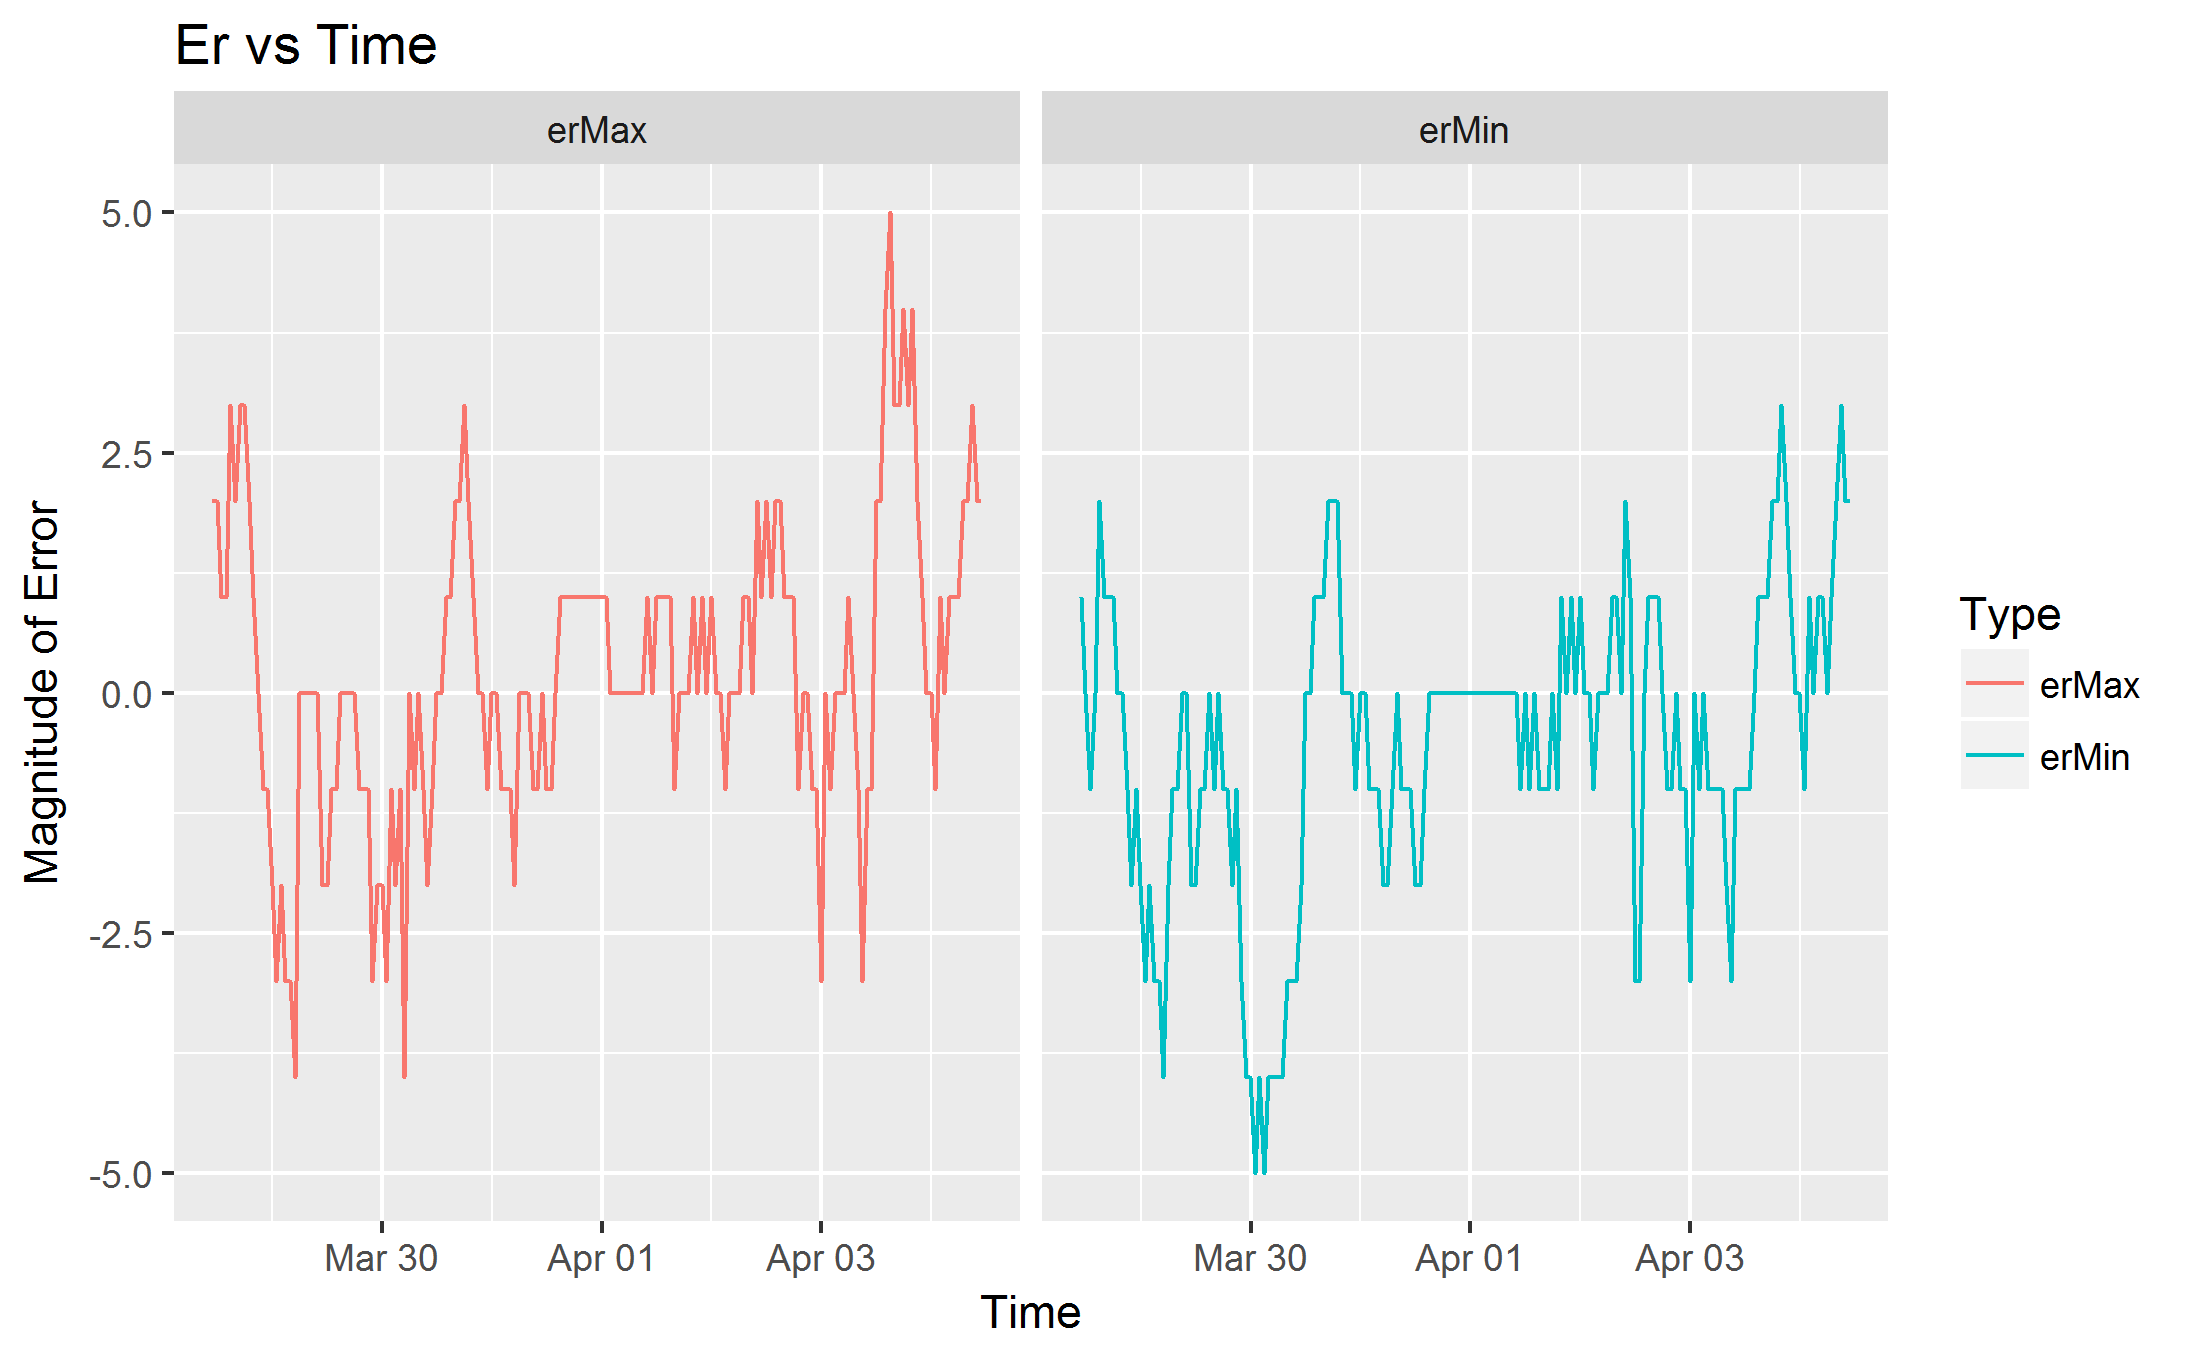 Er vs Time
erMax
erMin
5.0
2.5
0.0
-2.5
-5.0
Magnitude of Error
Mar 30
Apr 01
Apr 03
Mar 30
Apr 01
Apr 03
Time
Type
erMax
erMin